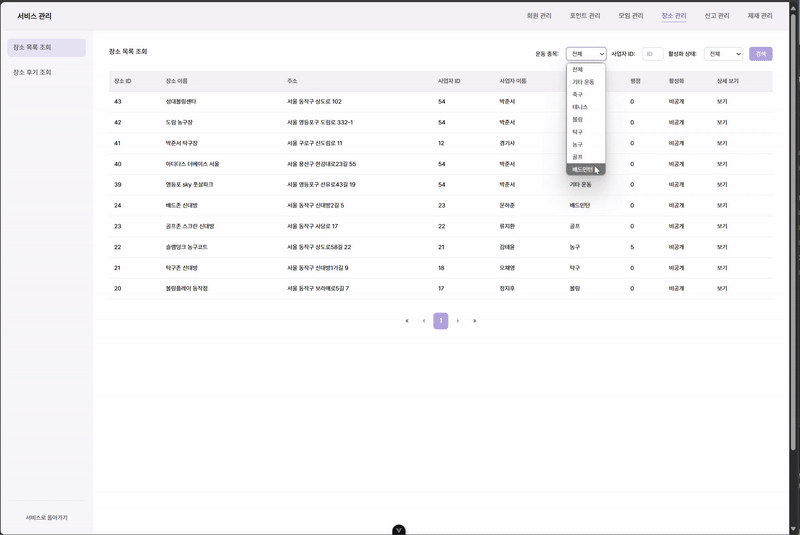 서비스 관리
회원 관리 포인트 관리 모임 관리 장소 관리 신고 관리 제재 관리
장소 목록 조회
장소 후기 조회
장소 목록 조회
운동 종목: 전체 사업자 ID: ID 활성화 상태: 전체 검색
전체
기타 운동
축구
테니스
볼링
탁구
농구
골프
배드민턴
장소 ID 장소 이름 주소 사업자 ID 사업자 이름 평점 활성화 상세 보기
43 성대볼링센타 서울 동작구 상도로 102 54 박준서 0 비공개 보기
42 도림 농구장 서울 영등포구 도림로 332-1 54 박준서 0 비공개 보기
41 박준서 탁구장 서울 구로구 신도림로 11 12 경기사 0 비공개 보기
40 아디다스 더베이스 서울 서울 용산구 한강대로23길 55 54 박준서 0 비공개 보기
39 영등포 sky 풋살파크 서울 영등포구 선유로43길 19 54 박준서 기타 운동 0 비공개 보기
24 배드존 신대방 서울 동작구 신대방2길 5 23 문하준 배드민턴 0 비공개 보기
23 골프존 스크린 신대방 서울 동작구 사당로 17 22 류지환 골프 0 비공개 보기
22 슬램덩크 농구코트 서울 동작구 상도로58길 22 21 김태윤 농구 5 비공개 보기
21 탁구존 신대방 서울 동작구 신대방1가길 9 18 오채영 탁구 0 비공개 보기
20 볼링플레이 동작점 서울 동작구 보라매로5길 7 17 정지후 볼링 0 비공개 보기
« ‹ 1 › »
서비스로 돌아가기